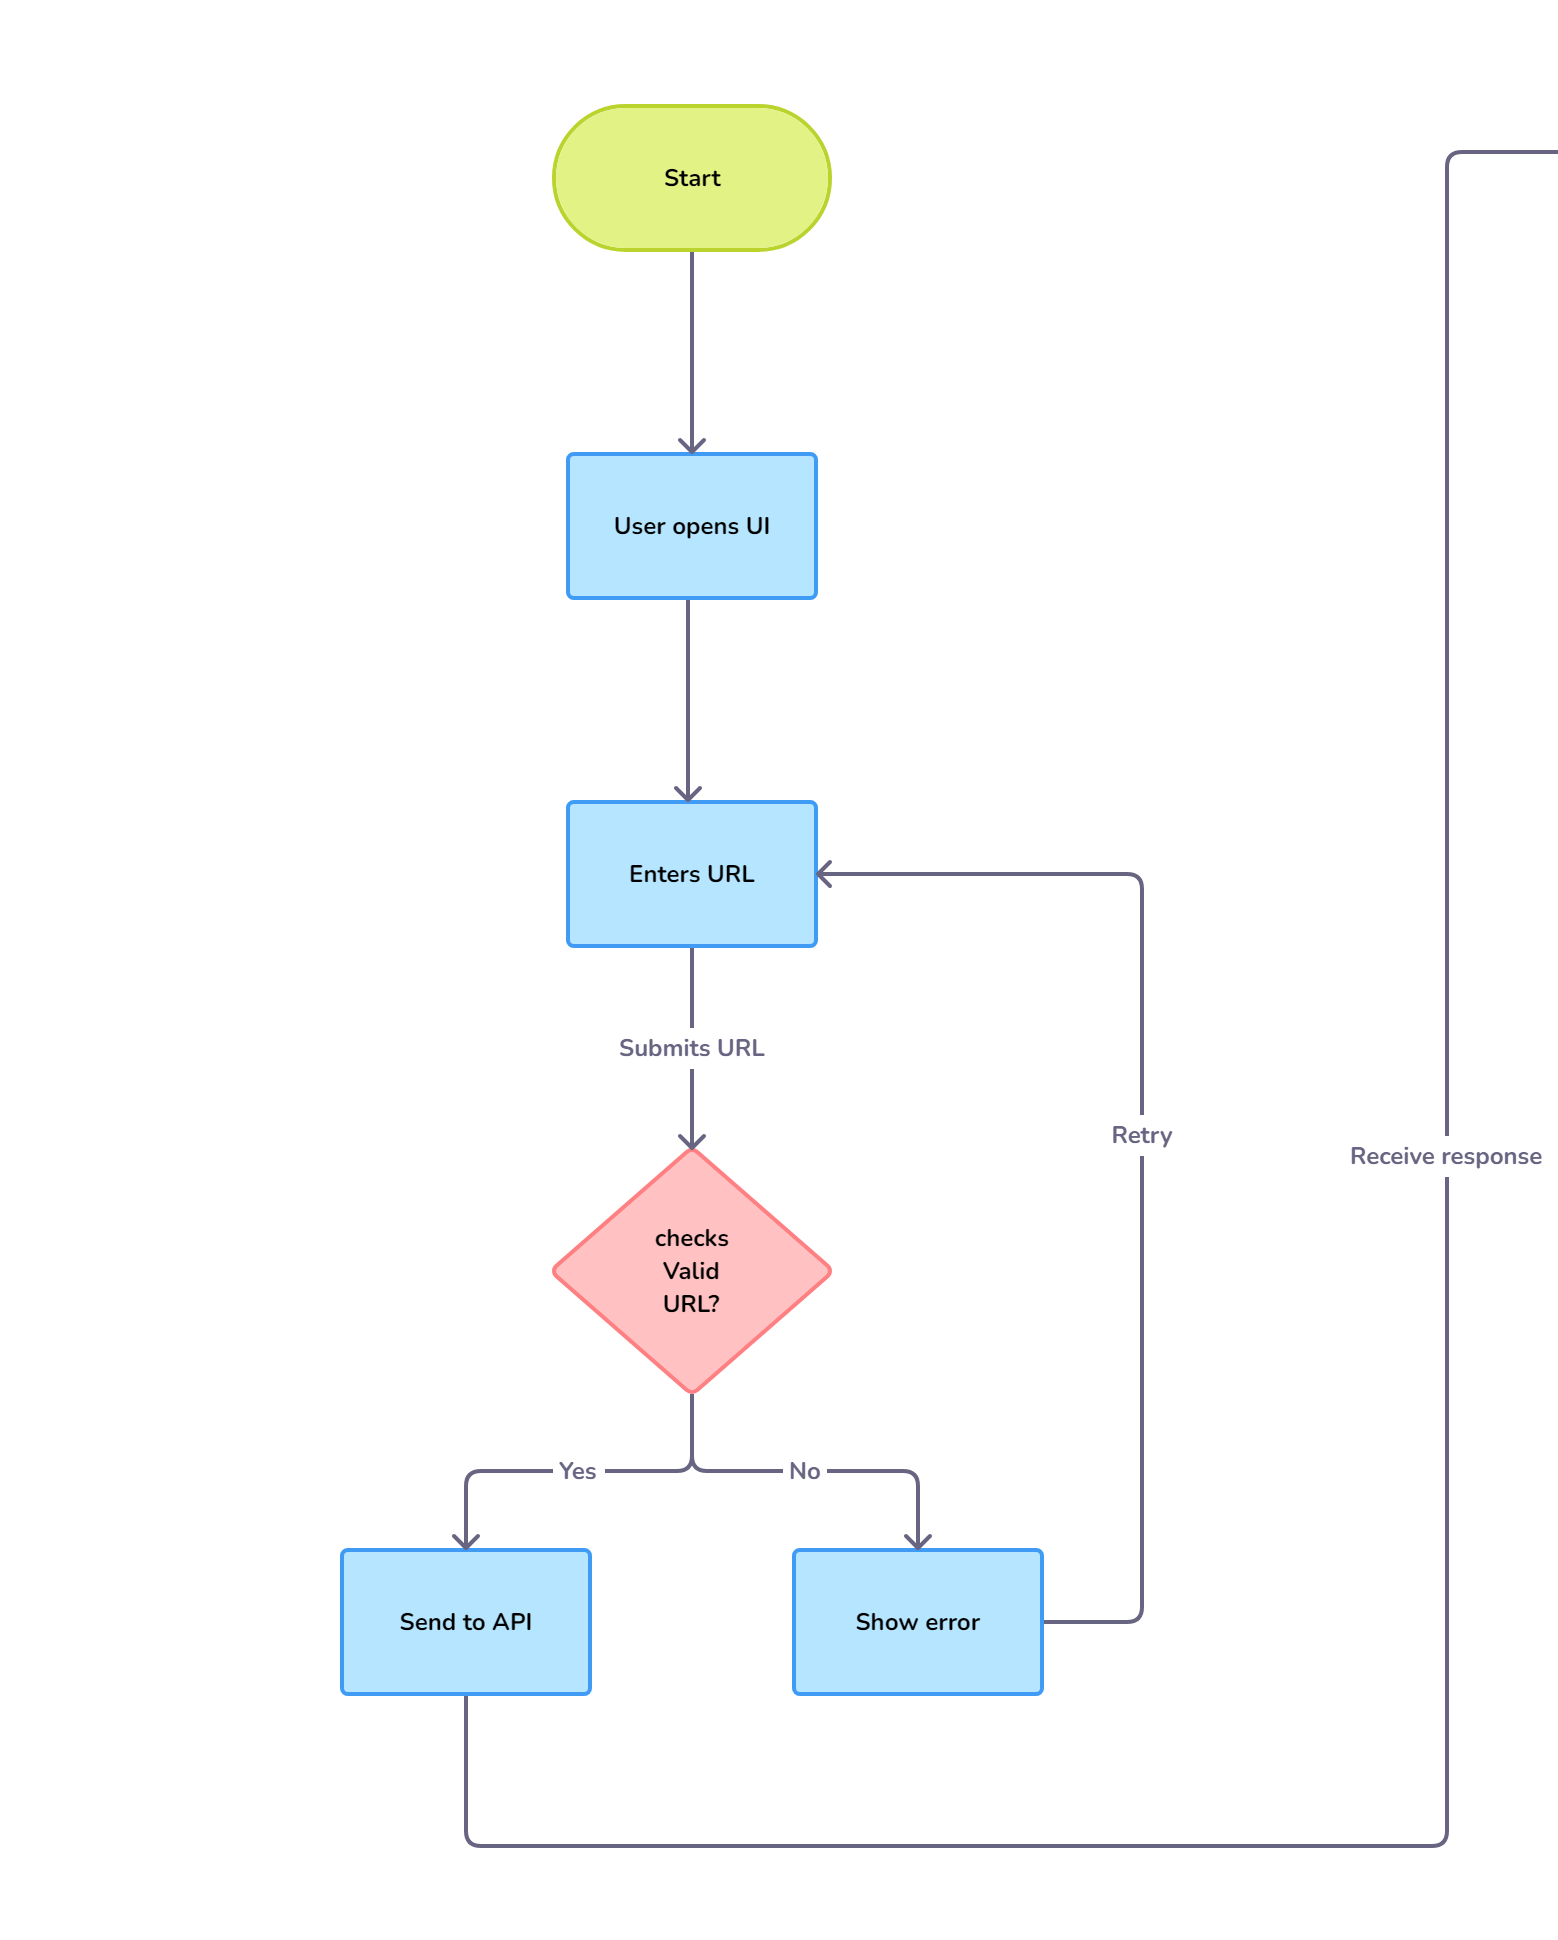 Start
User opens UI
Enters URL
Submits URL
Retry
Receive response
checks
Valid
URL?
Yes
No
Send to API
Show error